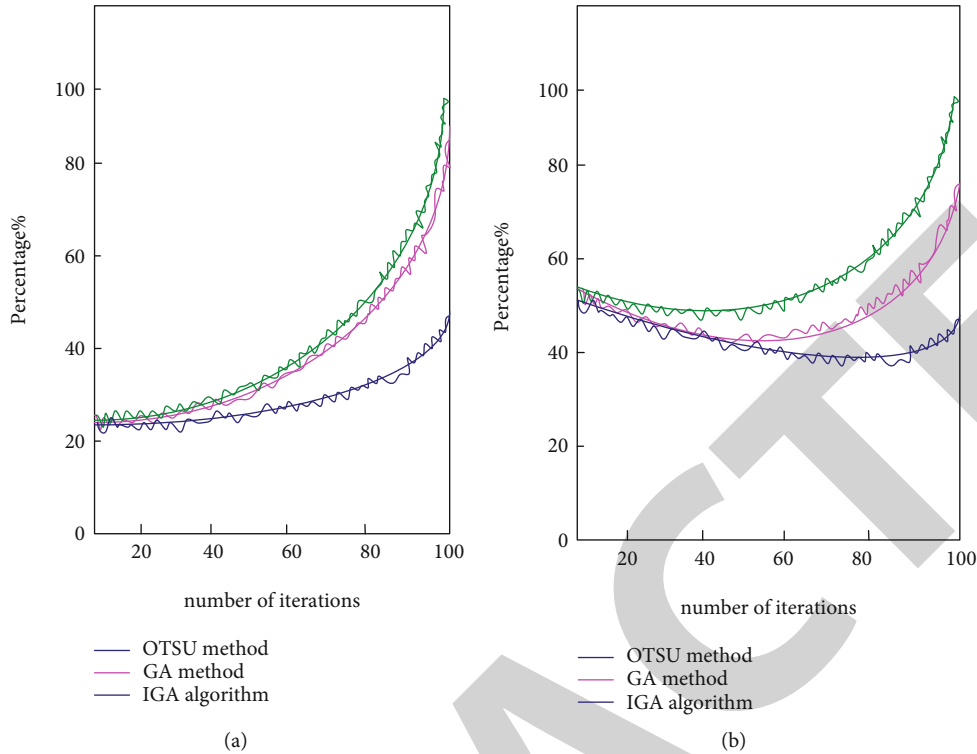 100
80
60
40
20
0
Percentage%
20 40 60 80 100
number of iterations
OTSU method
GA method
IGA algorithm
(a)
100
80
60
40
20
0
Percentage%
20 40 60 80 100
number of iterations
OTSU method
GA method
IGA algorithm
(b)